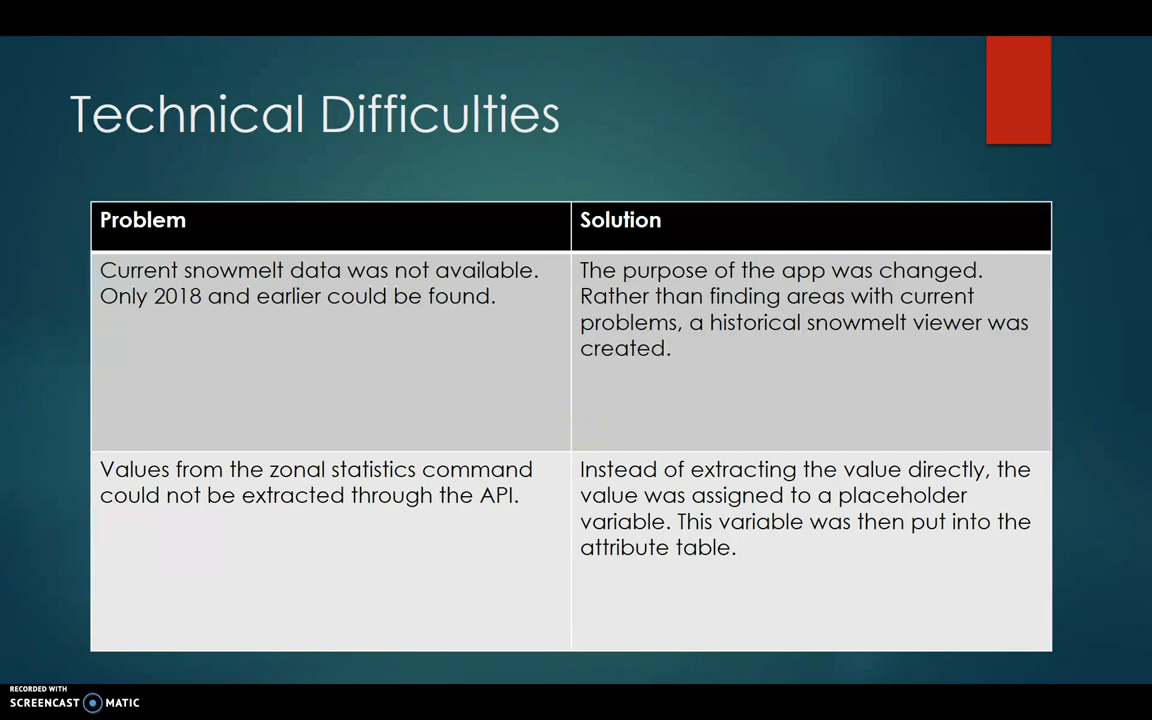 Technical Difficulties
Problem
Solution
Current snowmelt data was not available.
Only 2018 and earlier could be found.
The purpose of the app was changed.
Rather than finding areas with current
problems, a historical snowmelt viewer was
created.
Values from the zonal statistics command
could not be extracted through the API.
Instead of extracting the value directly, the
value was assigned to a placeholder
variable. This variable was then put into the
attribute table.
RECORDED WITH
SCREENCAST MATIC